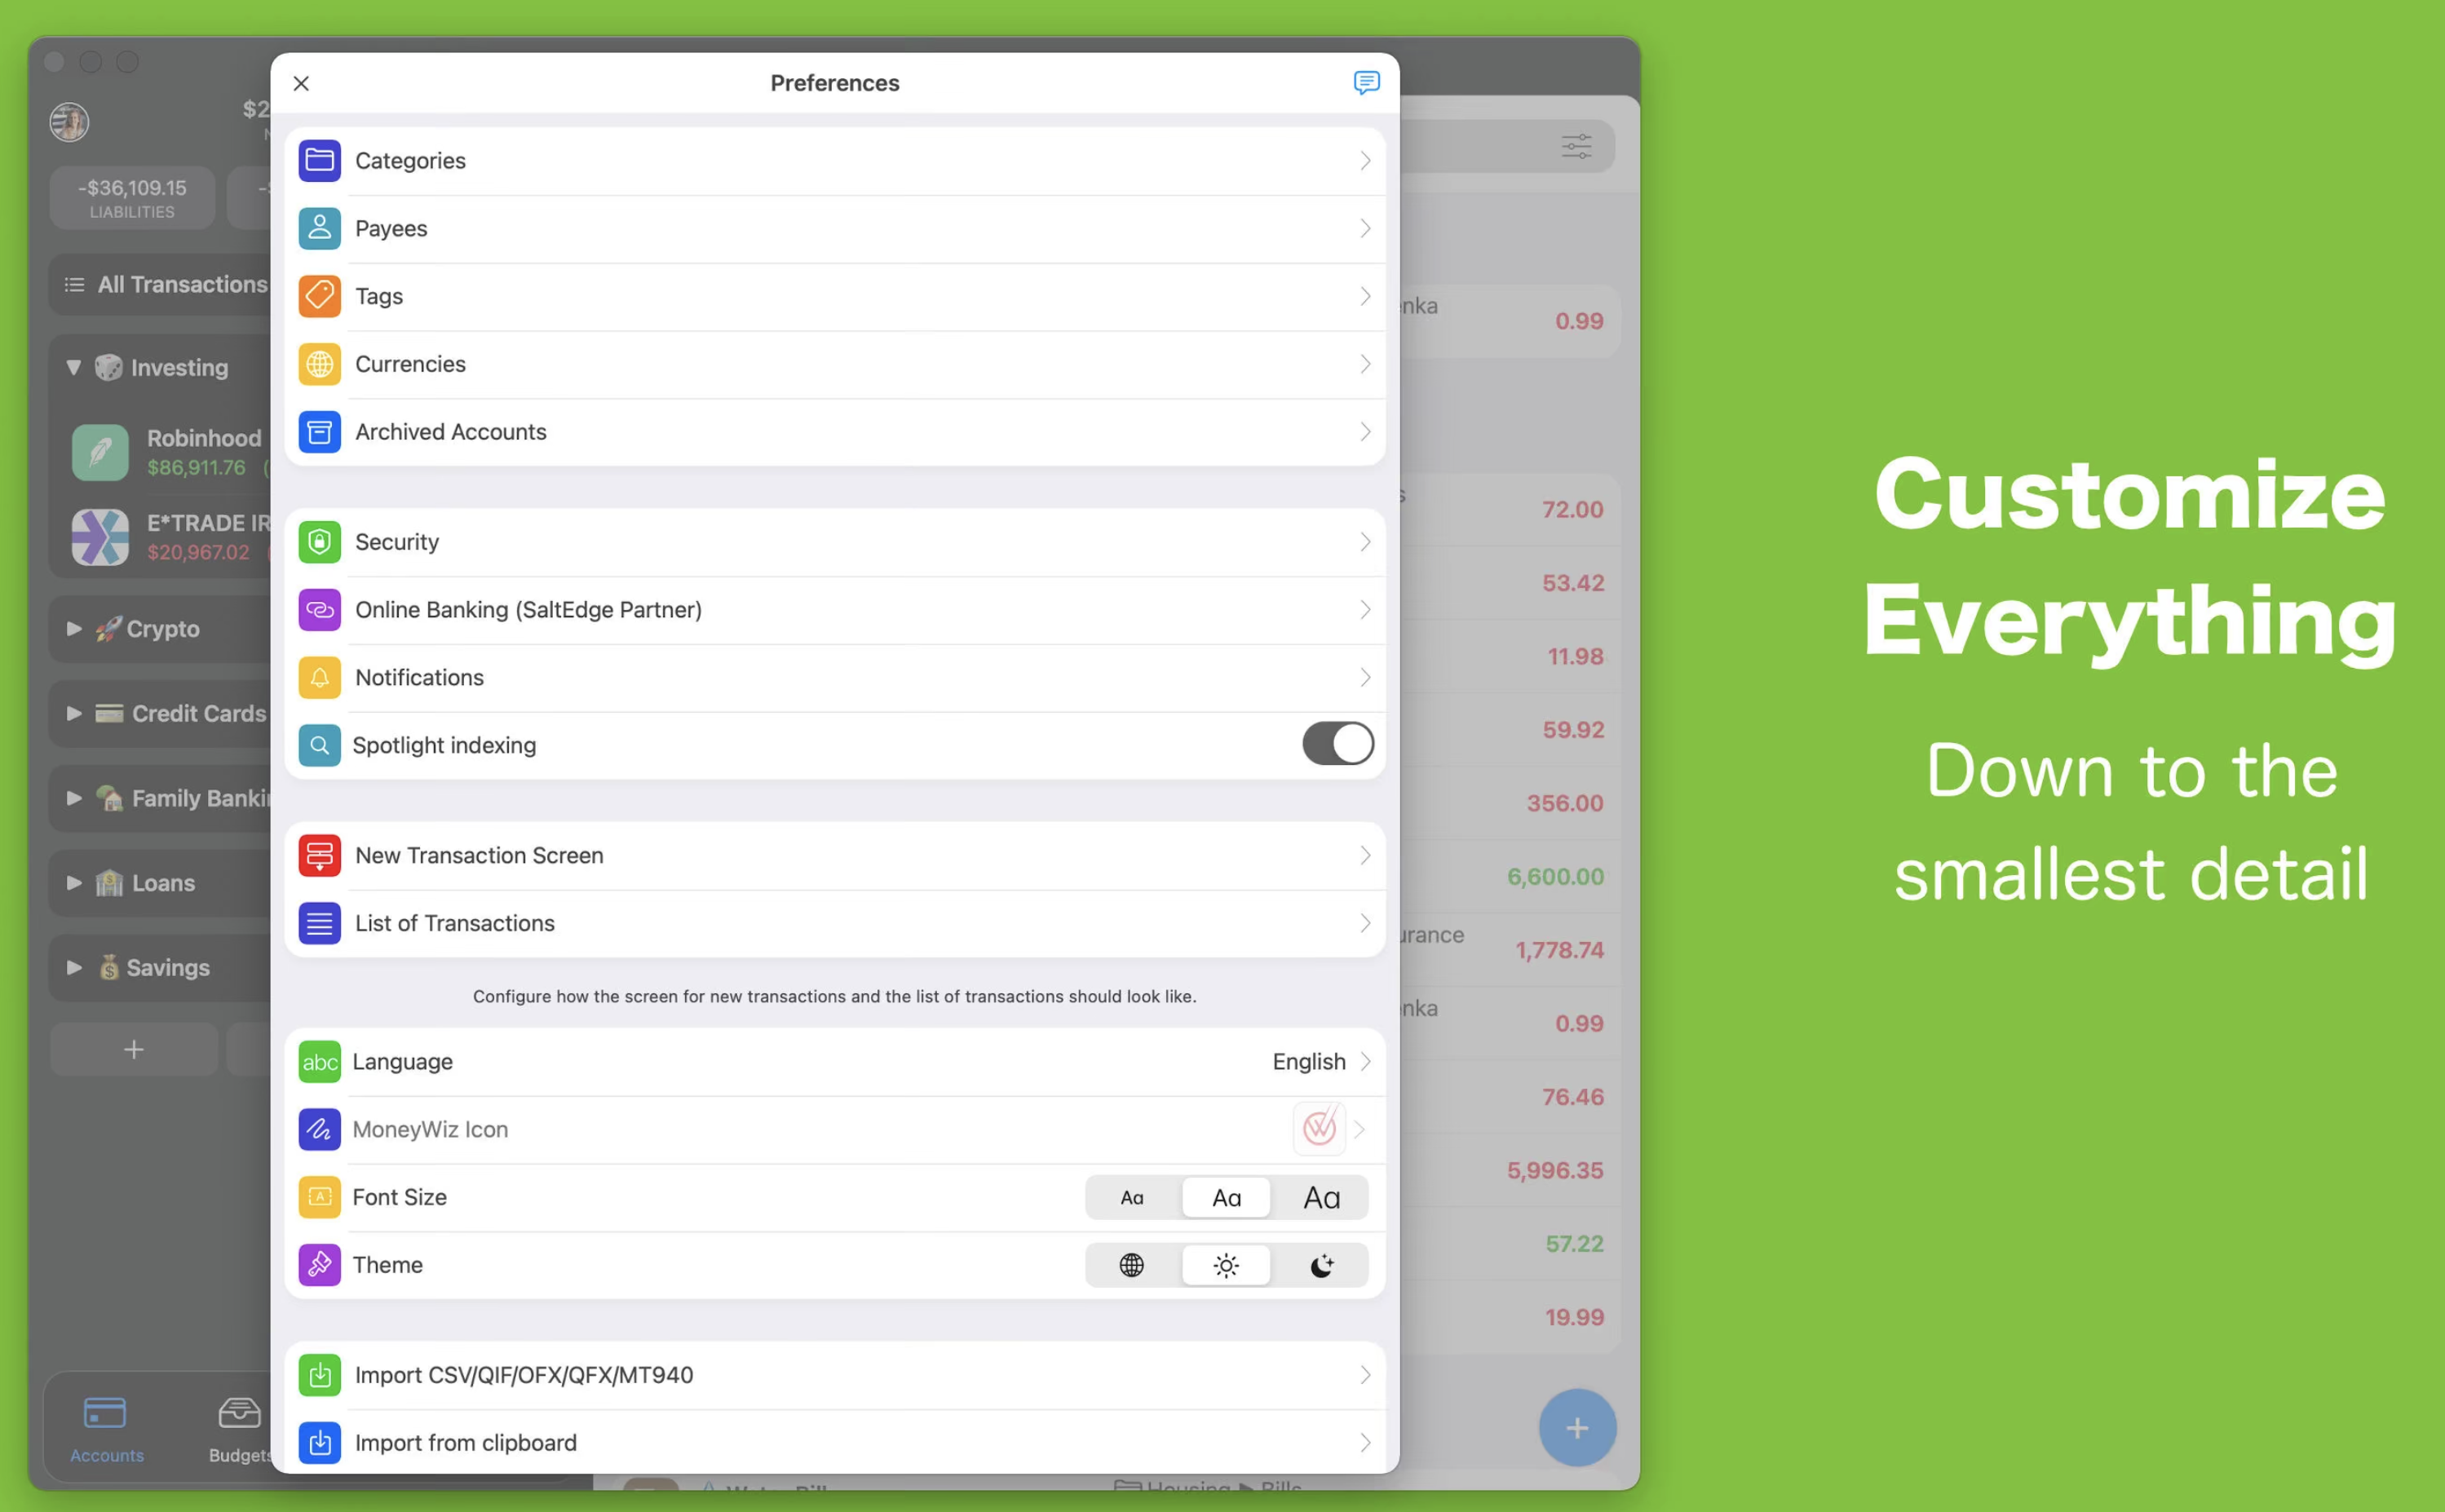 Preferences
$2
-$36,109.15
LIABILITIES
All Transactions
Investing
Robinhood
$86,911.76 (
E*TRADE IR
$20,967.02
Crypto
Credit Cards
Family Bankin
Loans
Savings
+
Accounts
Budgets
Categories
Payees
Tags
Currencies
Archived Accounts
Security
Online Banking (SaltEdge Partner)
Notifications
Spotlight indexing
New Transaction Screen
List of Transactions
Configure how the screen for new transactions and the list of transactions should look like.
abc Language English
MoneyWiz Icon
A Font Size Aa Aa Aa
Theme
Import CSV/QIF/OFX/QFX/MT940
Import from clipboard
enka
0.99
s
72.00
53.42
11.98
59.92
356.00
6,600.00
urance
1,778.74
enka
0.99
76.46
5,996.35
57.22
19.99
+
Housing ▶ Bills
Customize
Everything
Down to the
smallest detail